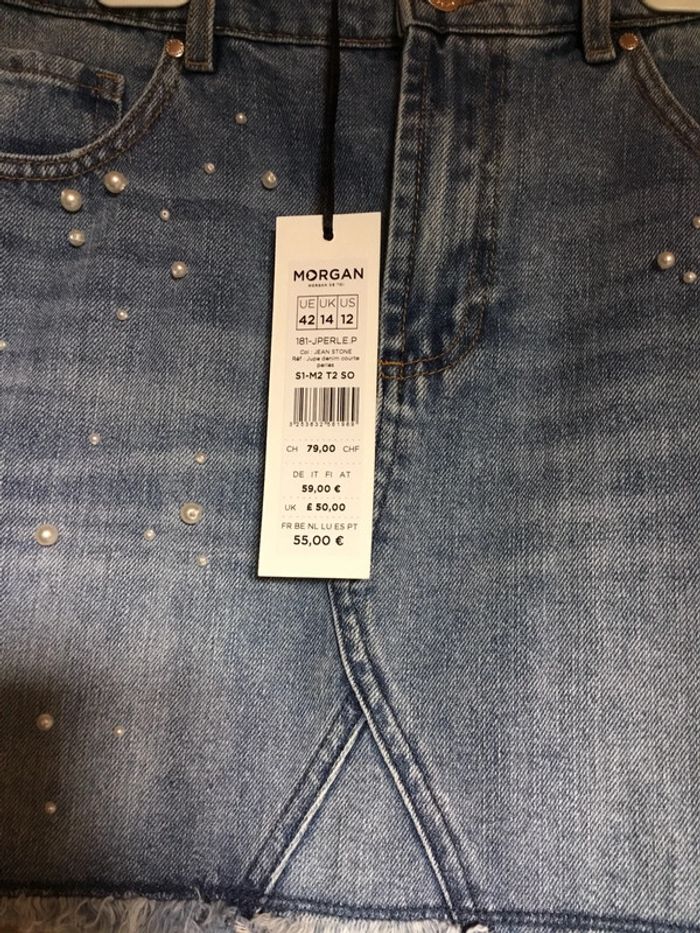 MORGAN
MORGAN DE TOI
UE UK US
42 14 12
181-JPERLE.P
Col : JEAN STONE
Réf : Jupe denim courte
perles
S1-M2 T2 SO
CH 79,00 CHF
DE IT FI AT
59,00 €
UK £ 50,00
FR BE NL LU ES PT
55,00 €